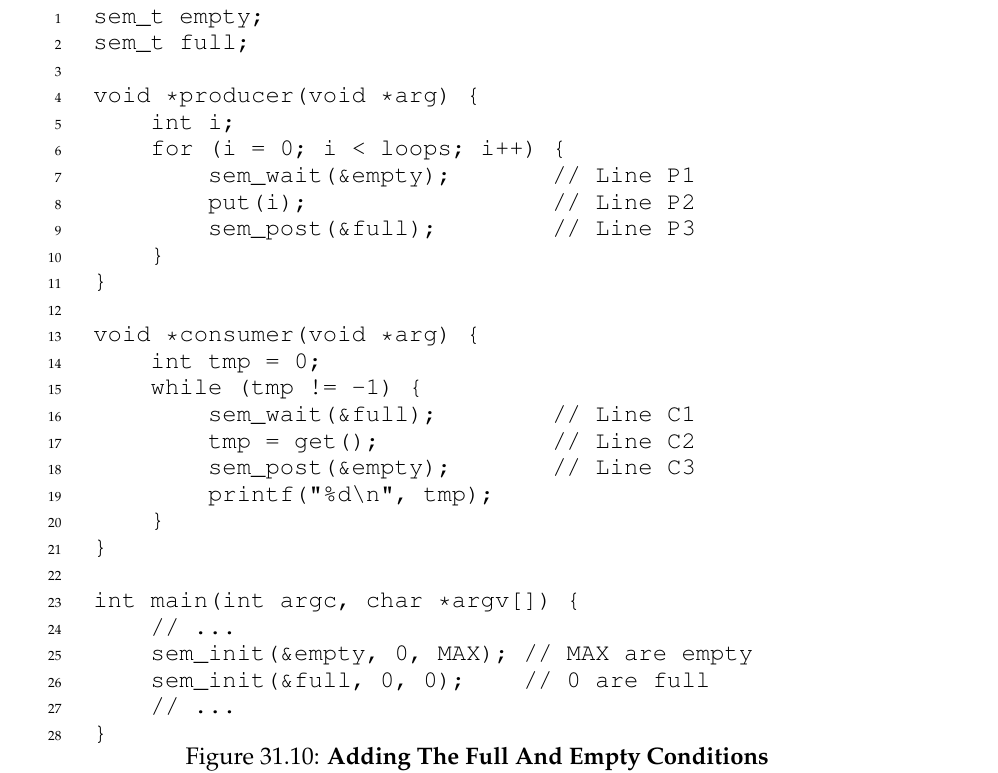 1 sem_t empty;
2 sem_t full;
3
4 void *producer(void *arg) {
5     int i;
6     for (i = 0; i < loops; i++) {
7         sem_wait(&empty);       // Line P1
8         put(i);                 // Line P2
9         sem_post(&full);        // Line P3
10     }
11 }
12
13 void *consumer(void *arg) {
14     int tmp = 0;
15     while (tmp != -1) {
16         sem_wait(&full);        // Line C1
17         tmp = get();            // Line C2
18         sem_post(&empty);       // Line C3
19         printf("%d\n", tmp);
20     }
21 }
22
23 int main(int argc, char *argv[]) {
24     // ...
25     sem_init(&empty, 0, MAX); // MAX are empty
26     sem_init(&full, 0, 0);    // 0 are full
27     // ...
28 }
Figure 31.10: Adding The Full And Empty Conditions